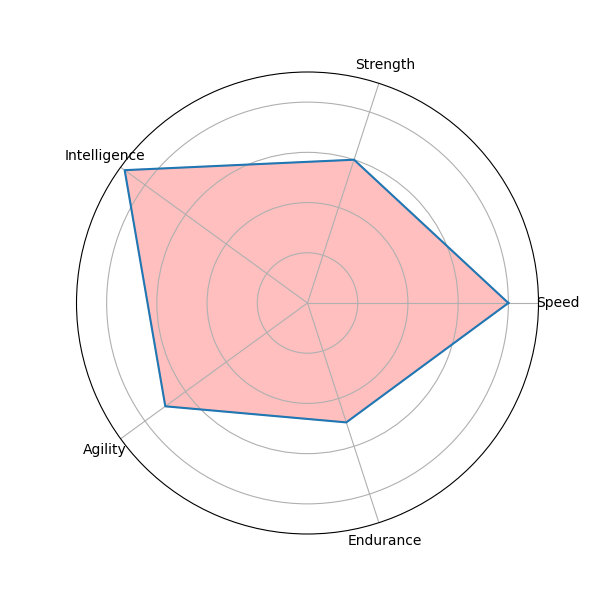 Strength
Intelligence
Speed
Agility
Endurance